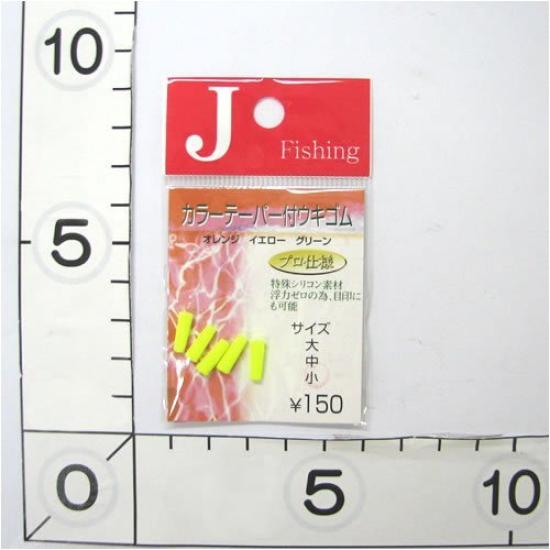 10
J
Fishing
カラーテーパー付ウキゴム
オレンジ イエロー グリーン
プロ仕様
特殊シリコン素材
浮力ゼロの為、目印に
も可能
サイズ
大
中
小
¥150
5
0
5
10